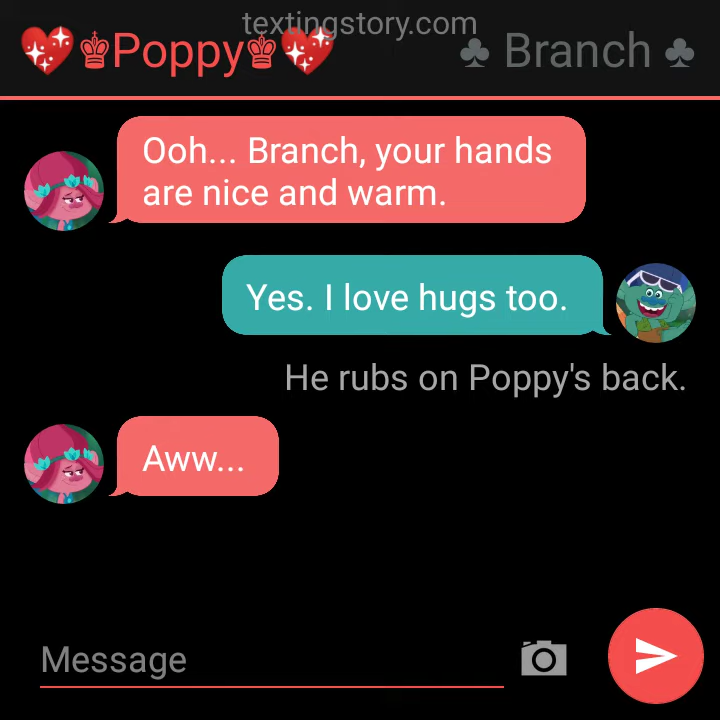 textingstory.com
💖♚Poppy♚💖
♣ Branch ♣
Ooh... Branch, your hands
are nice and warm.
Yes. I love hugs too.
He rubs on Poppy's back.
Aww...
Message